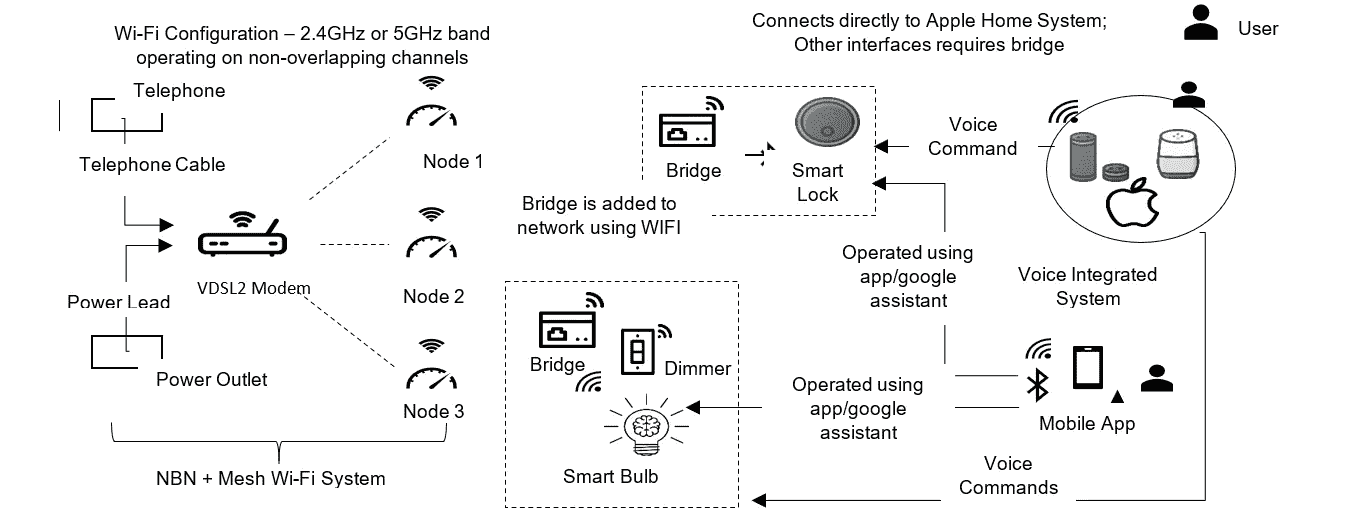 Wi-Fi Configuration – 2.4GHz or 5GHz band
operating on non-overlapping channels
Telephone
Telephone Cable
VDSL2 Modem
Power Lead
Power Outlet
Node 1
Node 2
Node 3
NBN + Mesh Wi-Fi System
Connects directly to Apple Home System;
Other interfaces requires bridge
User
Bridge
Smart
Lock
Voice
Command
Bridge is added to
network using WIFI
Operated using
app/google
assistant
Voice Integrated
System
Bridge
Dimmer
Smart Bulb
Operated using
app/google
assistant
Mobile App
Voice
Commands